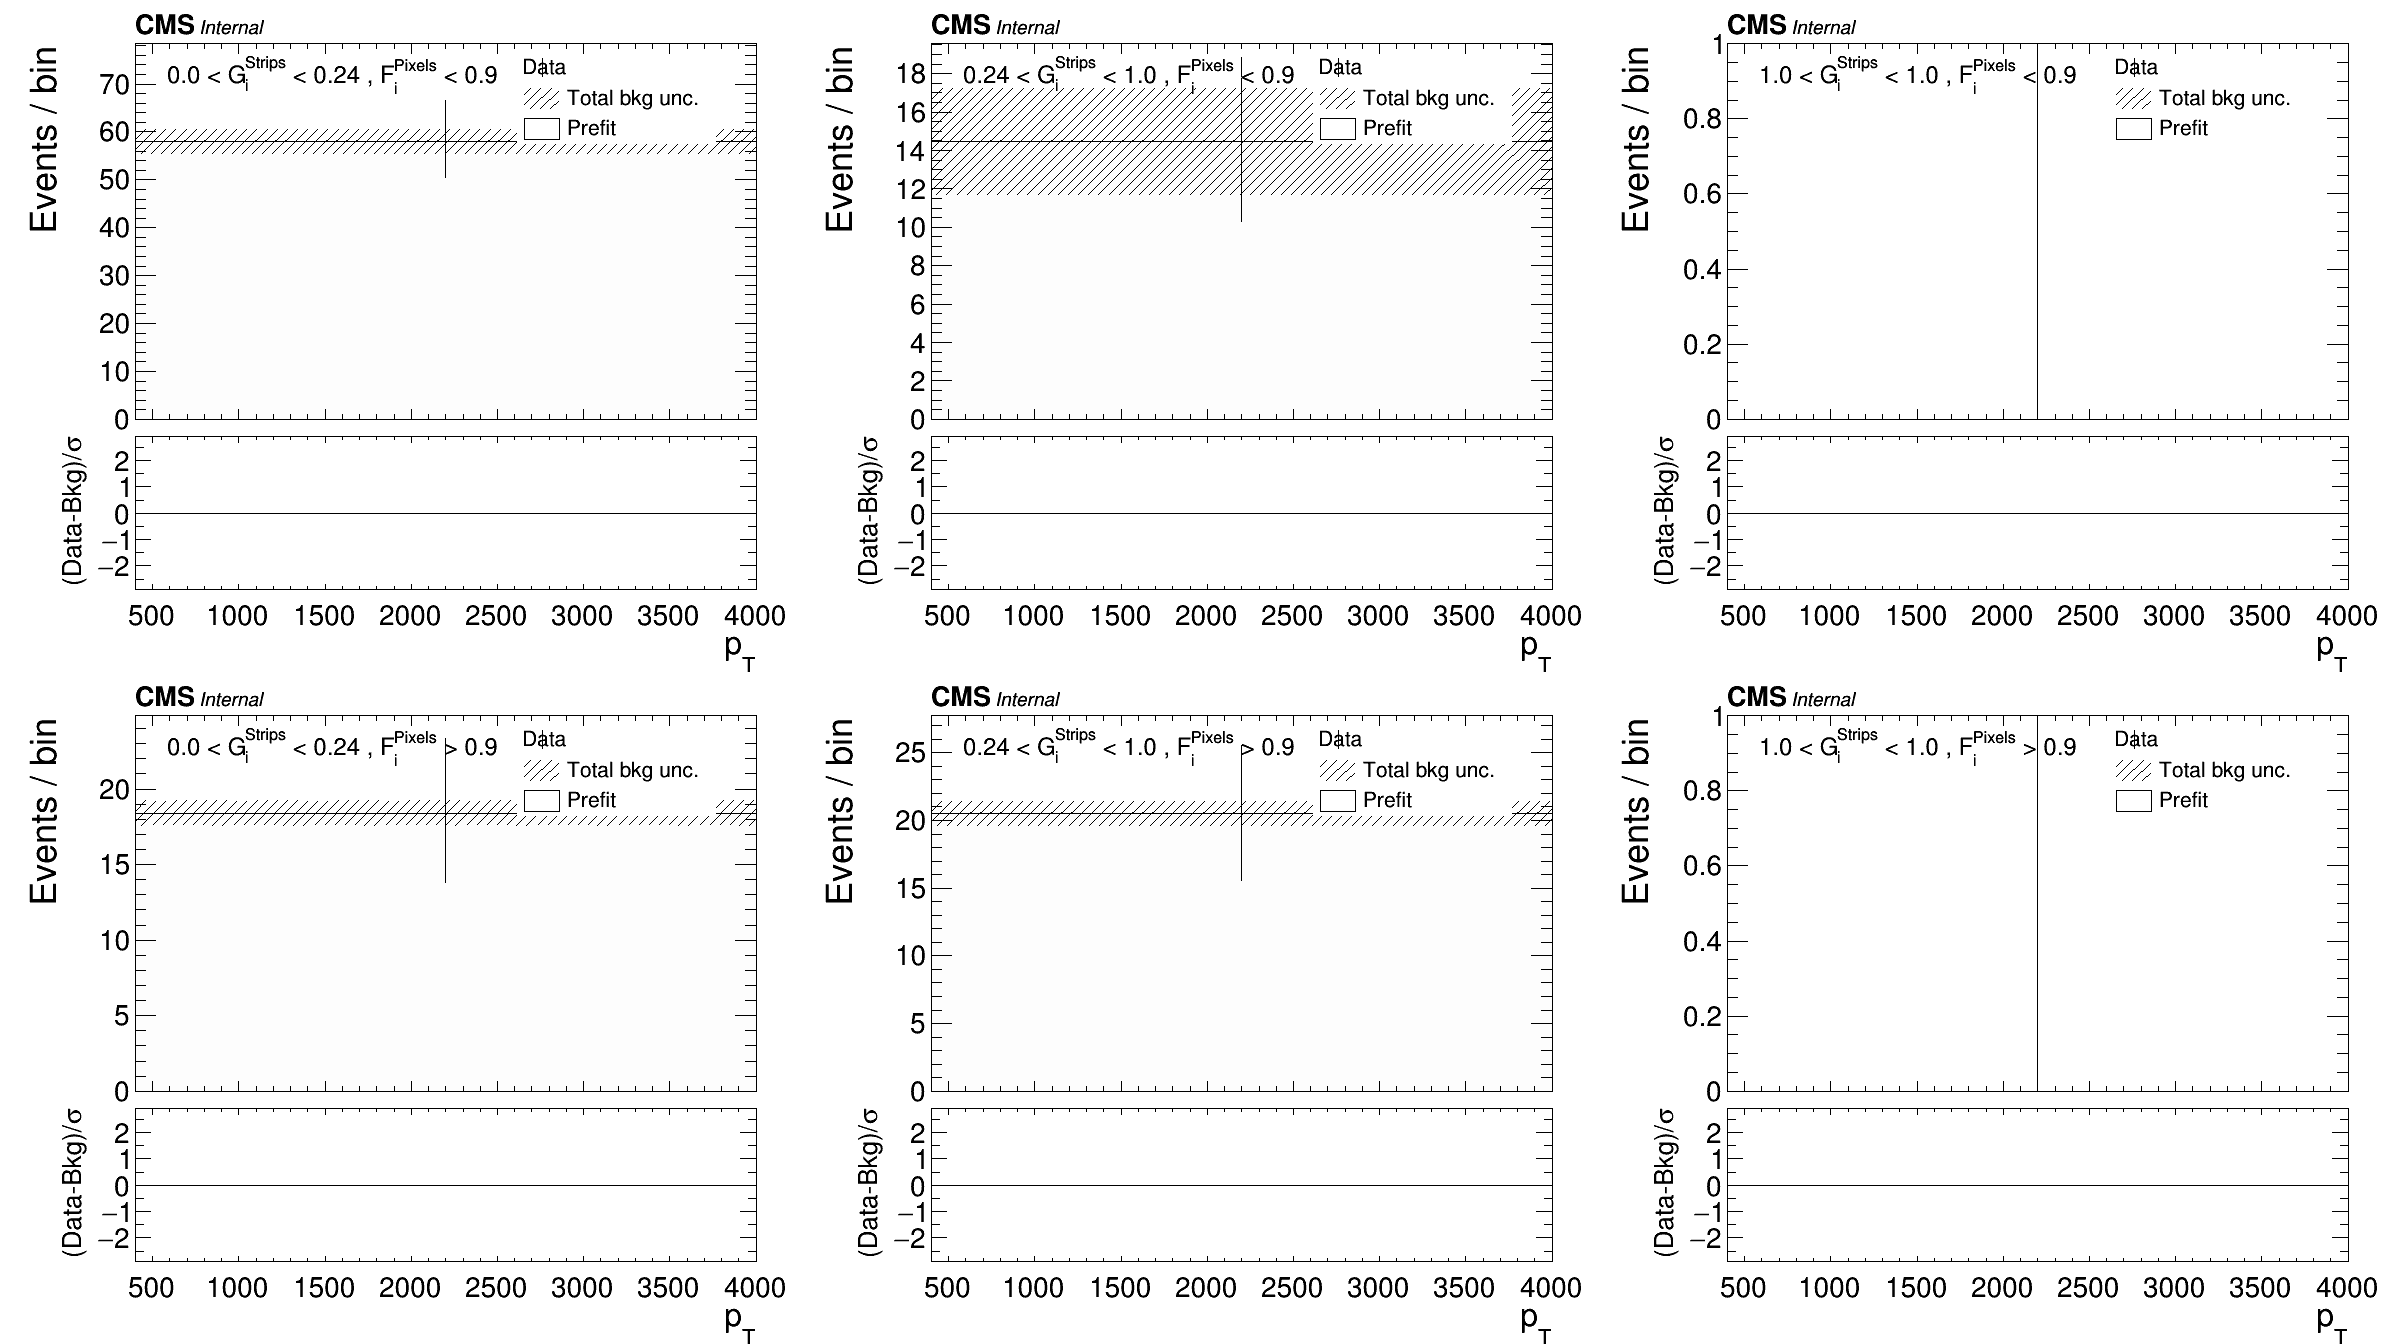 CMS Internal
Events / bin
0.0 < G_i^Strips < 0.24 , F_i^Pixels < 0.9
Data
Total bkg unc.
Prefit
70
60
50
40
30
20
10
0
(Data-Bkg)/σ
2
1
0
−1
−2
500 1000 1500 2000 2500 3000 3500 4000
p_T
CMS Internal
Events / bin
0.24 < G_i^Strips < 1.0 , F_i^Pixels < 0.9
Data
Total bkg unc.
Prefit
18
16
14
12
10
8
6
4
2
0
(Data-Bkg)/σ
2
1
0
−1
−2
500 1000 1500 2000 2500 3000 3500 4000
p_T
CMS Internal
Events / bin
1.0 < G_i^Strips < 1.0 , F_i^Pixels < 0.9
Data
Total bkg unc.
Prefit
1
0.8
0.6
0.4
0.2
0
(Data-Bkg)/σ
2
1
0
−1
−2
500 1000 1500 2000 2500 3000 3500 4000
p_T
CMS Internal
Events / bin
0.0 < G_i^Strips < 0.24 , F_i^Pixels > 0.9
Data
Total bkg unc.
Prefit
20
15
10
5
0
(Data-Bkg)/σ
2
1
0
−1
−2
500 1000 1500 2000 2500 3000 3500 4000
p_T
CMS Internal
Events / bin
0.24 < G_i^Strips < 1.0 , F_i^Pixels > 0.9
Data
Total bkg unc.
Prefit
25
20
15
10
5
0
(Data-Bkg)/σ
2
1
0
−1
−2
500 1000 1500 2000 2500 3000 3500 4000
p_T
CMS Internal
Events / bin
1.0 < G_i^Strips < 1.0 , F_i^Pixels > 0.9
Data
Total bkg unc.
Prefit
1
0.8
0.6
0.4
0.2
0
(Data-Bkg)/σ
2
1
0
−1
−2
500 1000 1500 2000 2500 3000 3500 4000
p_T